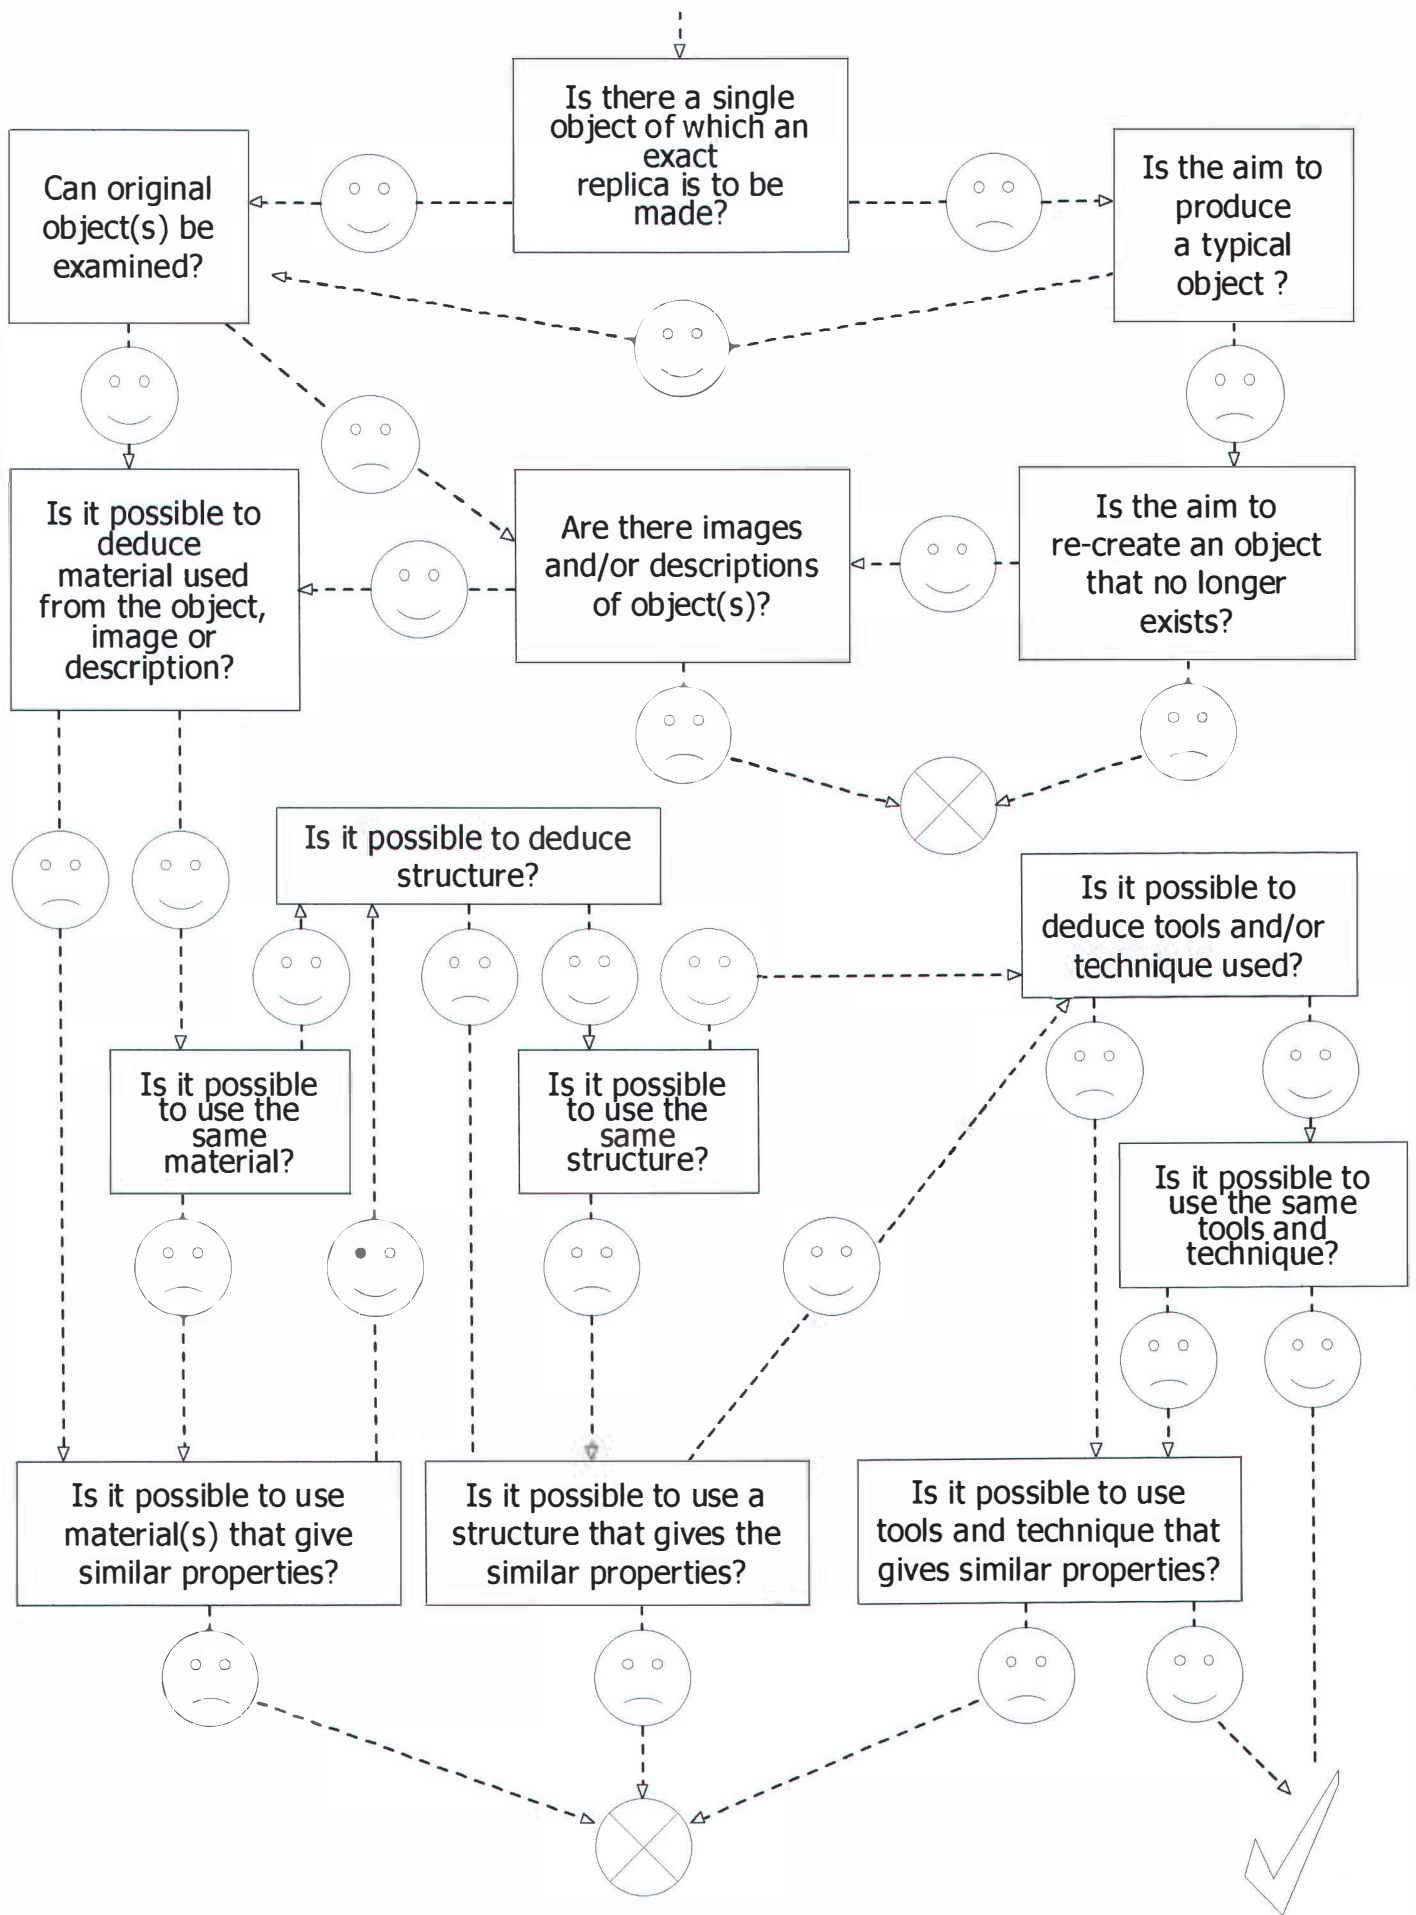 Is there a single
object of which an
exact
replica is to be
made?
Can original
object(s) be
examined?
Is the aim to
produce
a typical
object ?
Is it possible to
deduce
material used
from the object,
image or
description?
Are there images
and/or descriptions
of object(s)?
Is the aim to
re-create an object
that no longer
exists?
Is it possible to deduce
structure?
Is it possible to
deduce tools and/or
technique used?
Is it possible
to use the
same
material?
Is it possible
to use the
same
structure?
Is it possible to
use the same
tools and
technique?
Is it possible to use
material(s) that give
similar properties?
Is it possible to use a
structure that gives the
similar properties?
Is it possible to use
tools and technique that
gives similar properties?